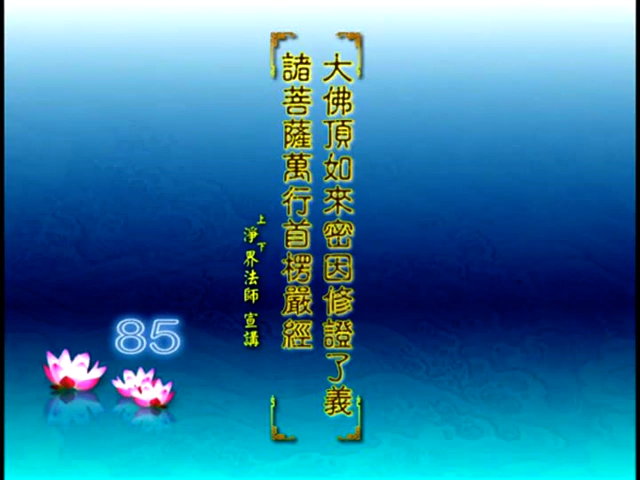 大佛頂如來密因修證了義
諸菩薩萬行首楞嚴經
上淨下界法師 宣講
85